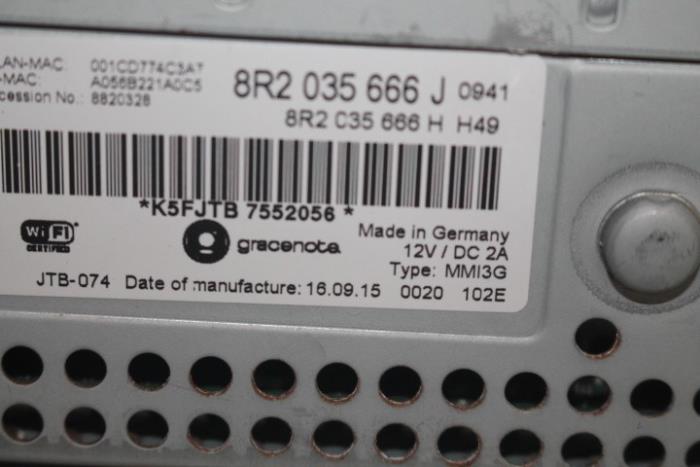 LAN-MAC: 001CD774C3A7
-MAC: A056B221A0C5
cession No.: 8820328
8R2 035 666 J 0941
8R2 035 666 H H49
*K5FJTB 7552056 *
WiFi
CERTIFIED
gracenote
Made in Germany
12V / DC 2A
Type: MMI3G
JTB-074 Date of manufacture: 16.09.15 0020 102E